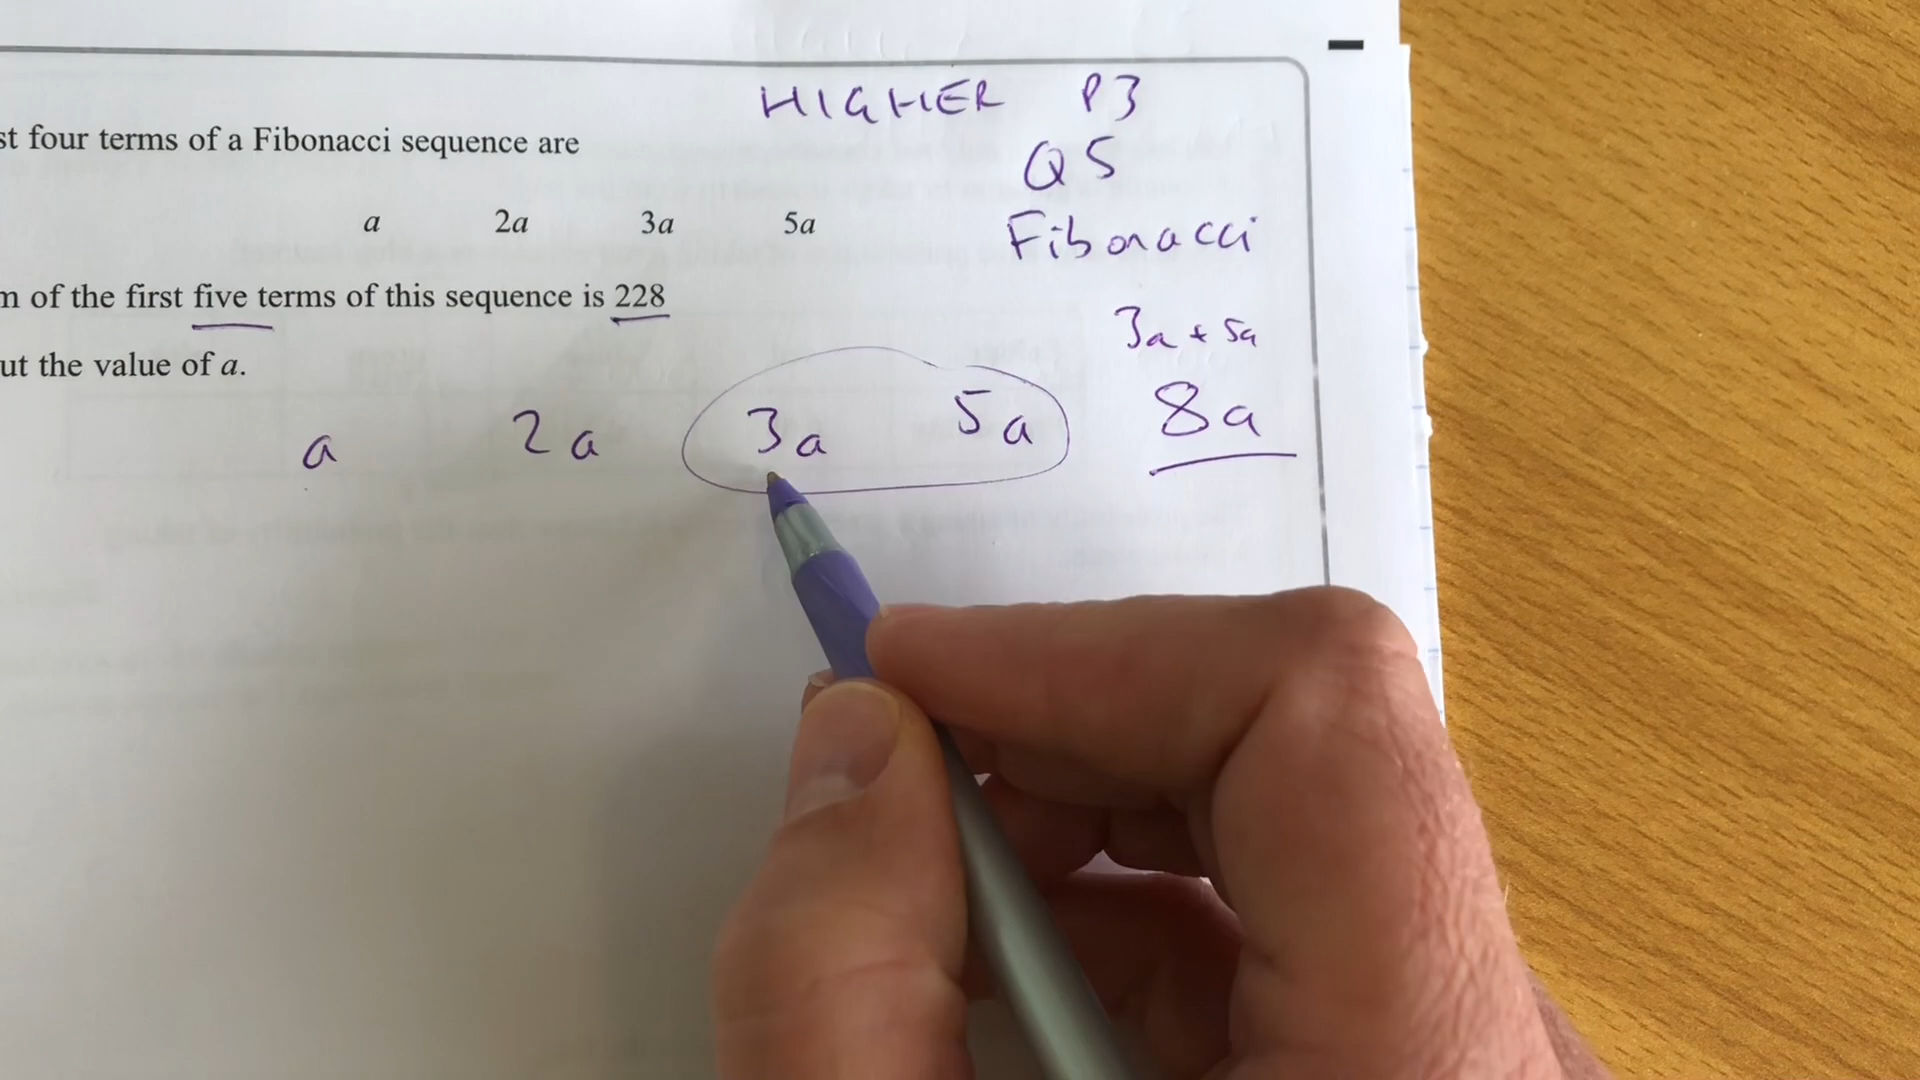 HIGHER P3
st four terms of a Fibonacci sequence are
Q5
a 2a 3a 5a
Fibonacci
of the first five terms of this sequence is 228
3a + 5a
ut the value of a.
a 2a 3a 5a 8a